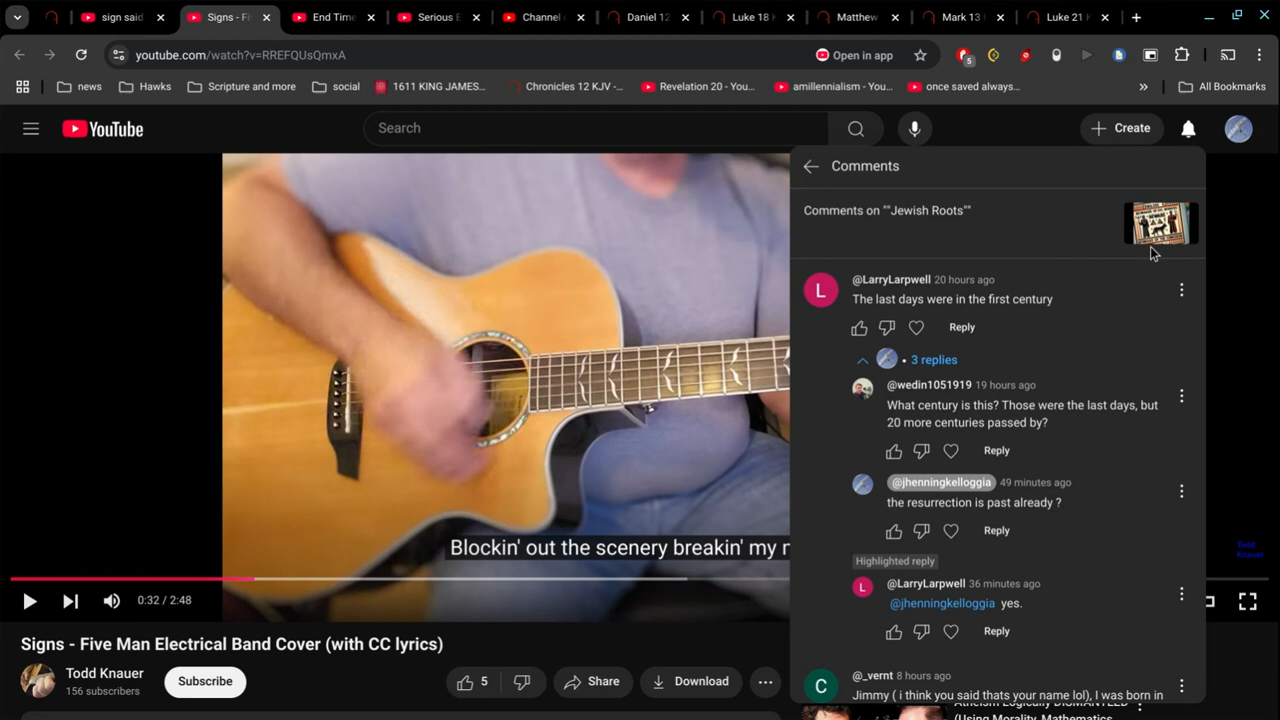 sign said
Signs - Fi
End Time
Serious E
Channel c
Daniel 12
Luke 18 k
Matthew
Mark 13 k
Luke 21 k
youtube.com/watch?v=RREFQUsQmxA
Open in app
5
news
Hawks
Scripture and more
social
1611 KING JAMES...
Chronicles 12 KJV -...
Revelation 20 - You...
amillennialism - You...
once saved always...
All Bookmarks
YouTube
Search
Create
Comments
Comments on ""Jewish Roots""
L
@LarryLarpwell 20 hours ago
The last days were in the first century
Reply
• 3 replies
@wedin1051919 19 hours ago
What century is this? Those were the last days, but
20 more centuries passed by?
Reply
@jhenningkelloggia 49 minutes ago
the resurrection is past already ?
Reply
Highlighted reply
L
@LarryLarpwell 36 minutes ago
@jhenningkelloggia yes.
Reply
C
@_vernt 8 hours ago
Jimmy ( i think you said thats your name lol), I was born in
Blockin' out the scenery breakin' my
Todd
Knauer
0:32 / 2:48
Signs - Five Man Electrical Band Cover (with CC lyrics)
Todd Knauer
156 subscribers
Subscribe
5
Share
Download
(Using Morality, Mathematics